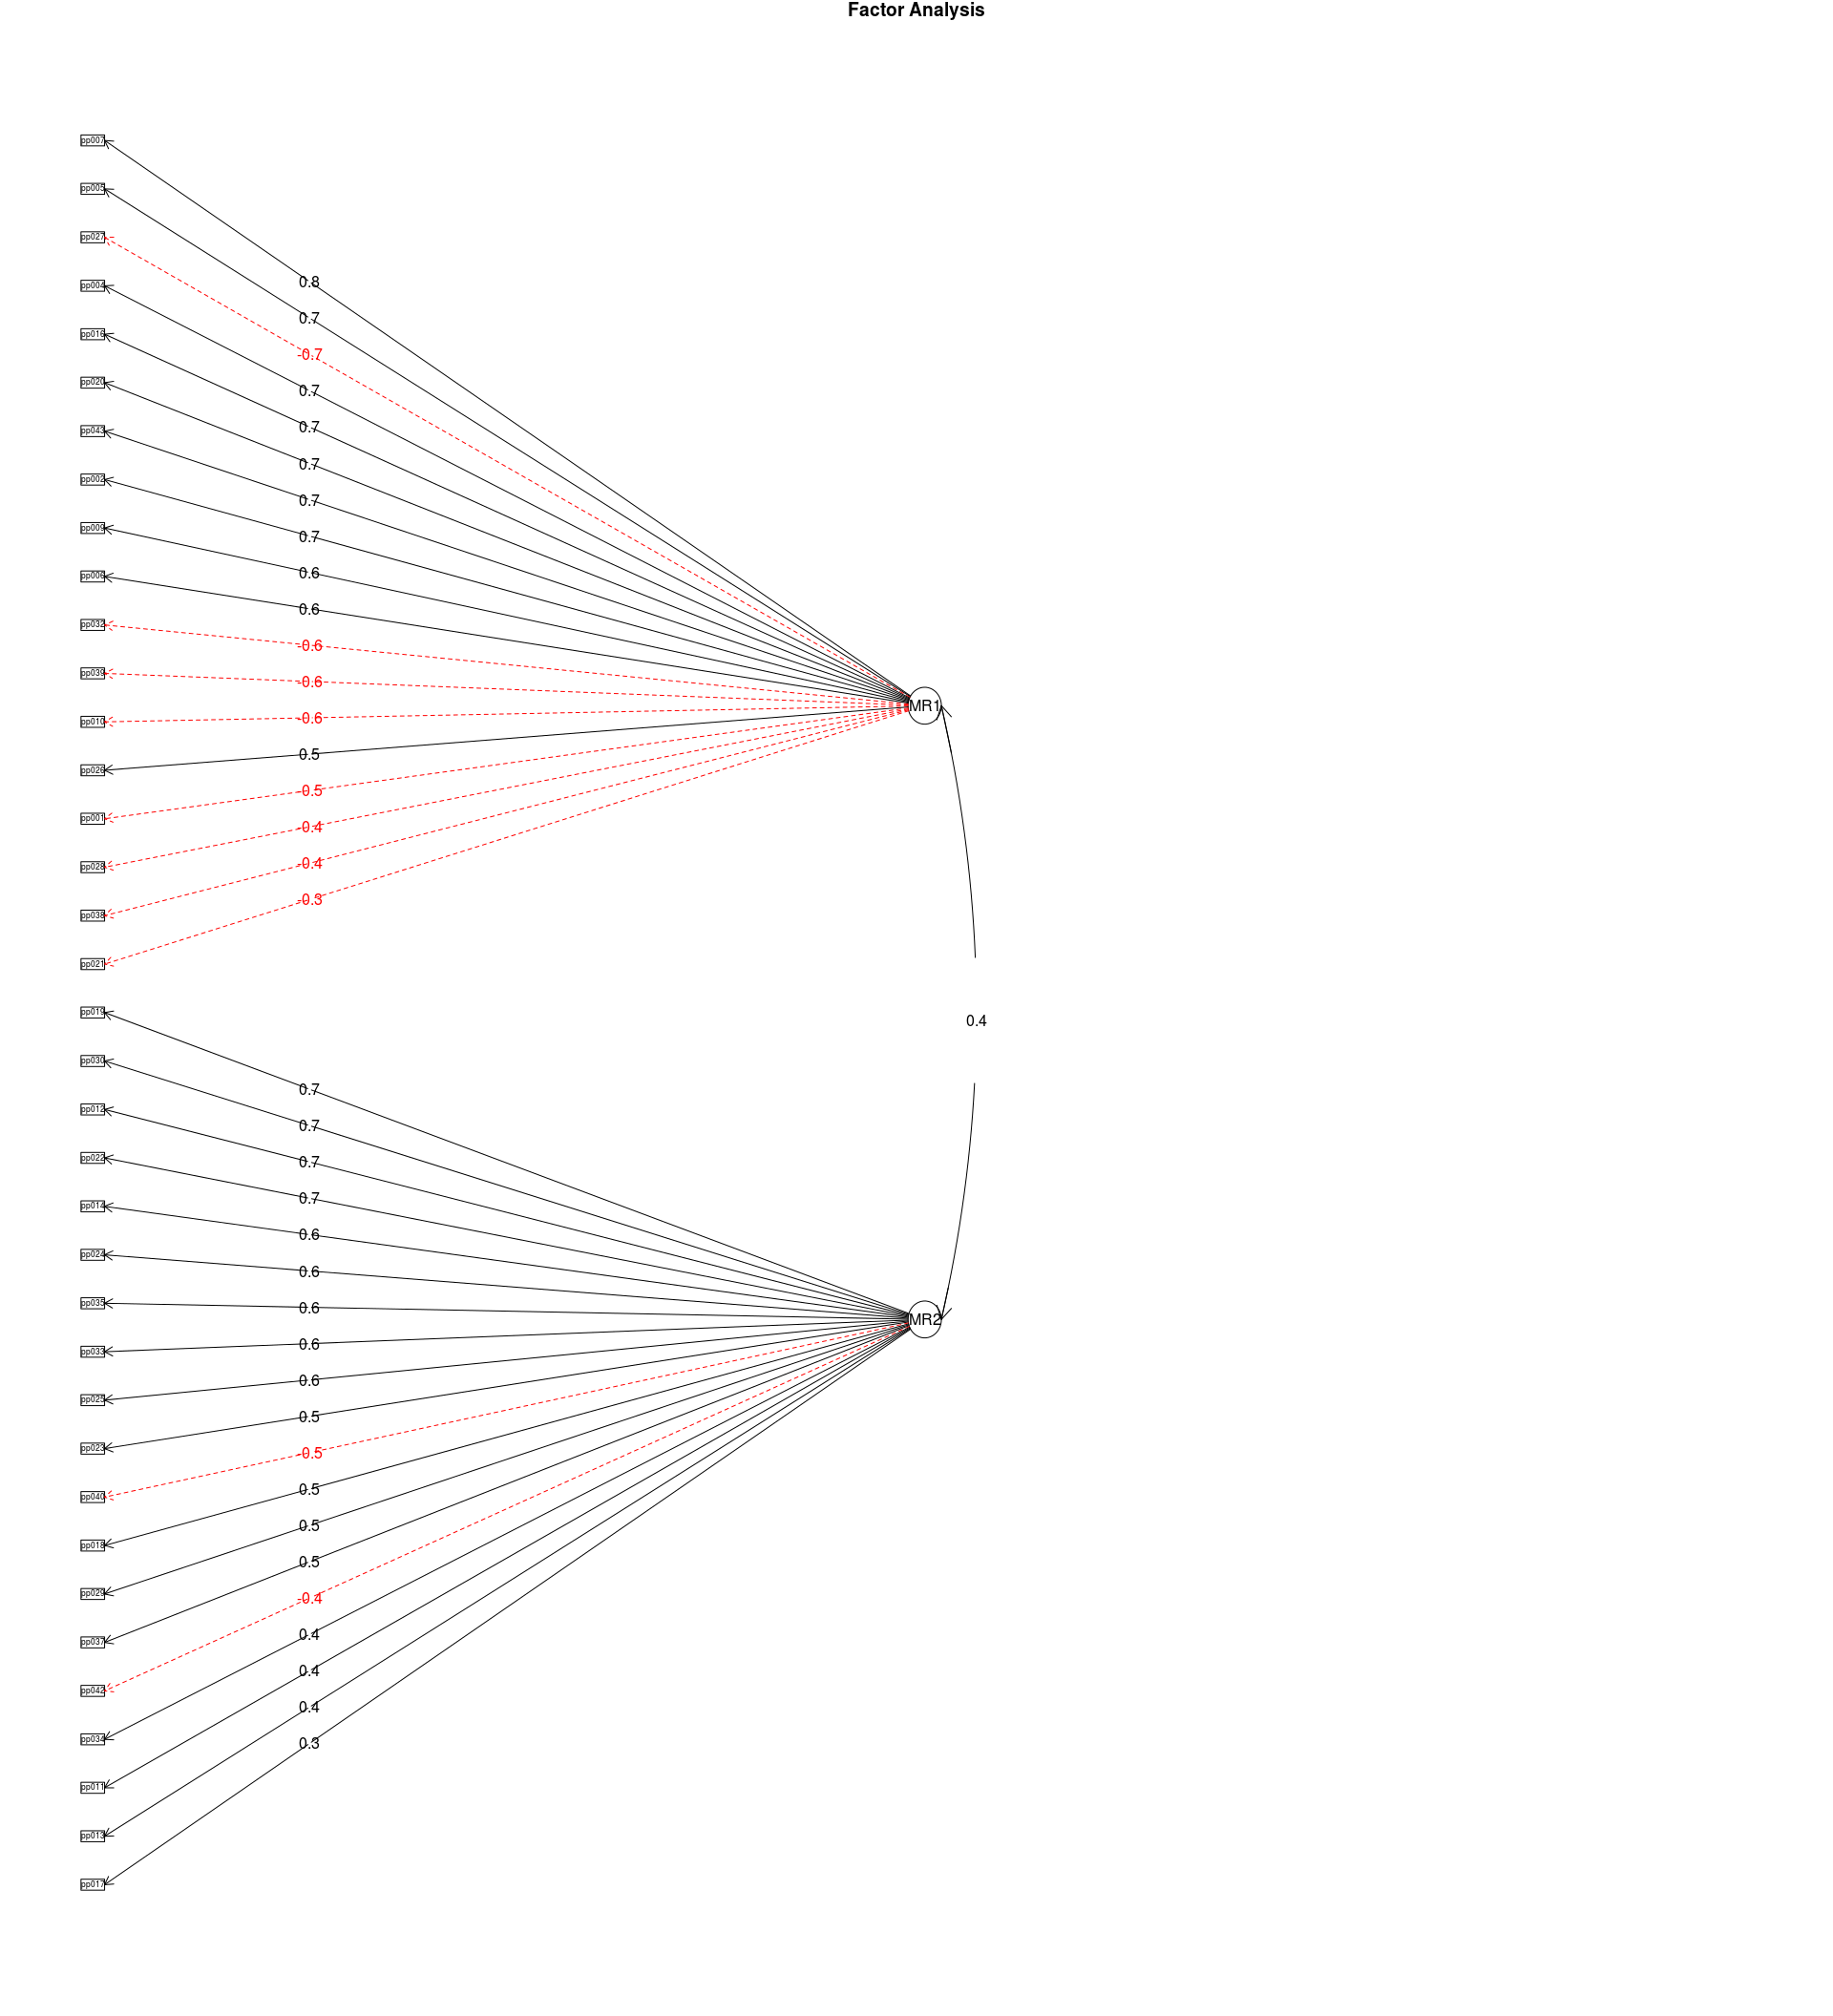 Factor Analysis
pp007
pp005
pp027
0.8
pp004
0.7
pp016
-0.7
pp020
0.7
pp043
0.7
0.7
pp002
0.7
pp009
0.7
pp006
0.6
0.6
pp032
-0.6
pp039
-0.6
MR1
pp010
-0.6
0.5
pp026
-0.5
pp001
-0.4
pp028
-0.4
-0.3
pp038
pp021
pp019
0.4
pp030
0.7
pp012
0.7
pp022
0.7
0.7
pp014
0.6
pp024
0.6
pp035
0.6
MR2
pp033
0.6
0.6
pp025
0.5
pp023
-0.5
pp040
0.5
0.5
pp018
0.5
pp029
-0.4
pp037
0.4
0.4
pp042
0.4
pp034
0.3
pp011
pp013
pp017